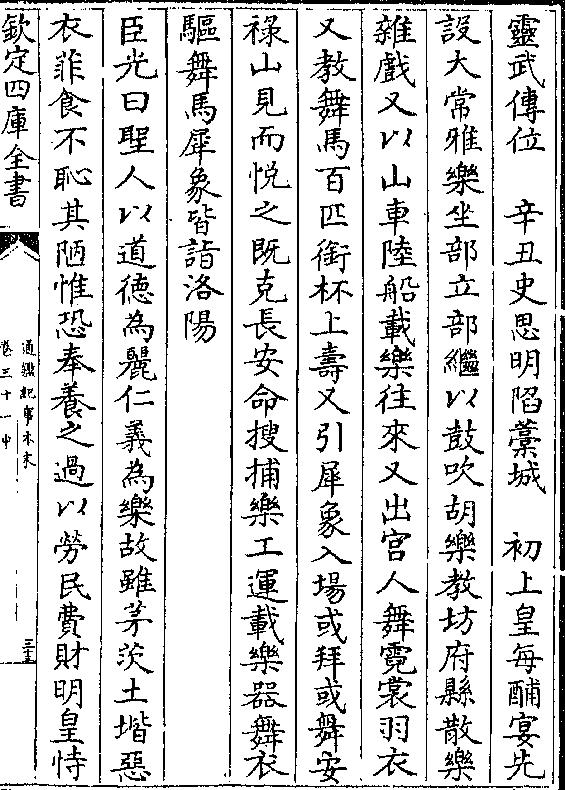 靈武傳位　辛丑史思明陷藁城　初上皇每酺宴先
設大常雅樂坐部立部繼以鼓吹胡樂教坊府縣散樂
雜戲又以山車陸船載樂往來又出宫人舞霓裳羽衣
又教舞馬百匹銜杯上壽又引犀象入場或拜或舞安
禄山見而悦之既克長安命搜捕樂工運載樂器舞衣
驅舞馬犀象皆詣洛陽
臣光曰聖人以道德為麗仁義為樂故雖茅茨土堦惡
衣菲食不恥其陋惟恐奉養之過以勞民費財明皇恃
欽定四庫全書
通鑑紀事本末
卷三十一中
三十五